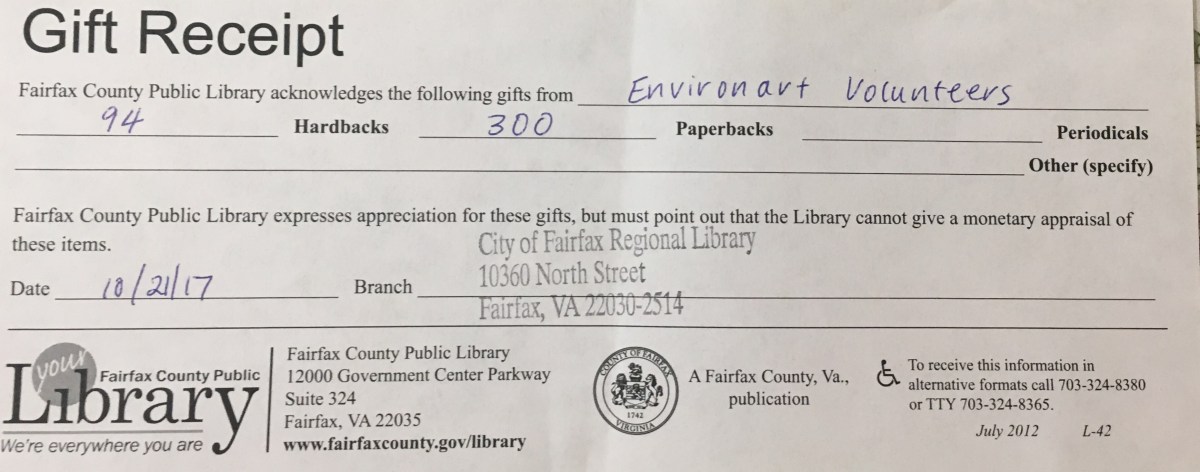 Gift Receipt
Fairfax County Public Library acknowledges the following gifts from Environart Volunteers
94 Hardbacks 300 Paperbacks Periodicals
Other (specify)
Fairfax County Public Library expresses appreciation for these gifts, but must point out that the Library cannot give a monetary appraisal of
these items.
City of Fairfax Regional Library
10360 North Street
Date 10/21/17 Branch
Fairfax, VA 22030-2514
your
Library
Fairfax County Public
We're everywhere you are
Fairfax County Public Library
12000 Government Center Parkway
Suite 324
Fairfax, VA 22035
www.fairfaxcounty.gov/library
COUNTY OF FAIRFAX
1742
VIRGINIA
A Fairfax County, Va.,
publication
To receive this information in
alternative formats call 703-324-8380
or TTY 703-324-8365.
July 2012 L-42